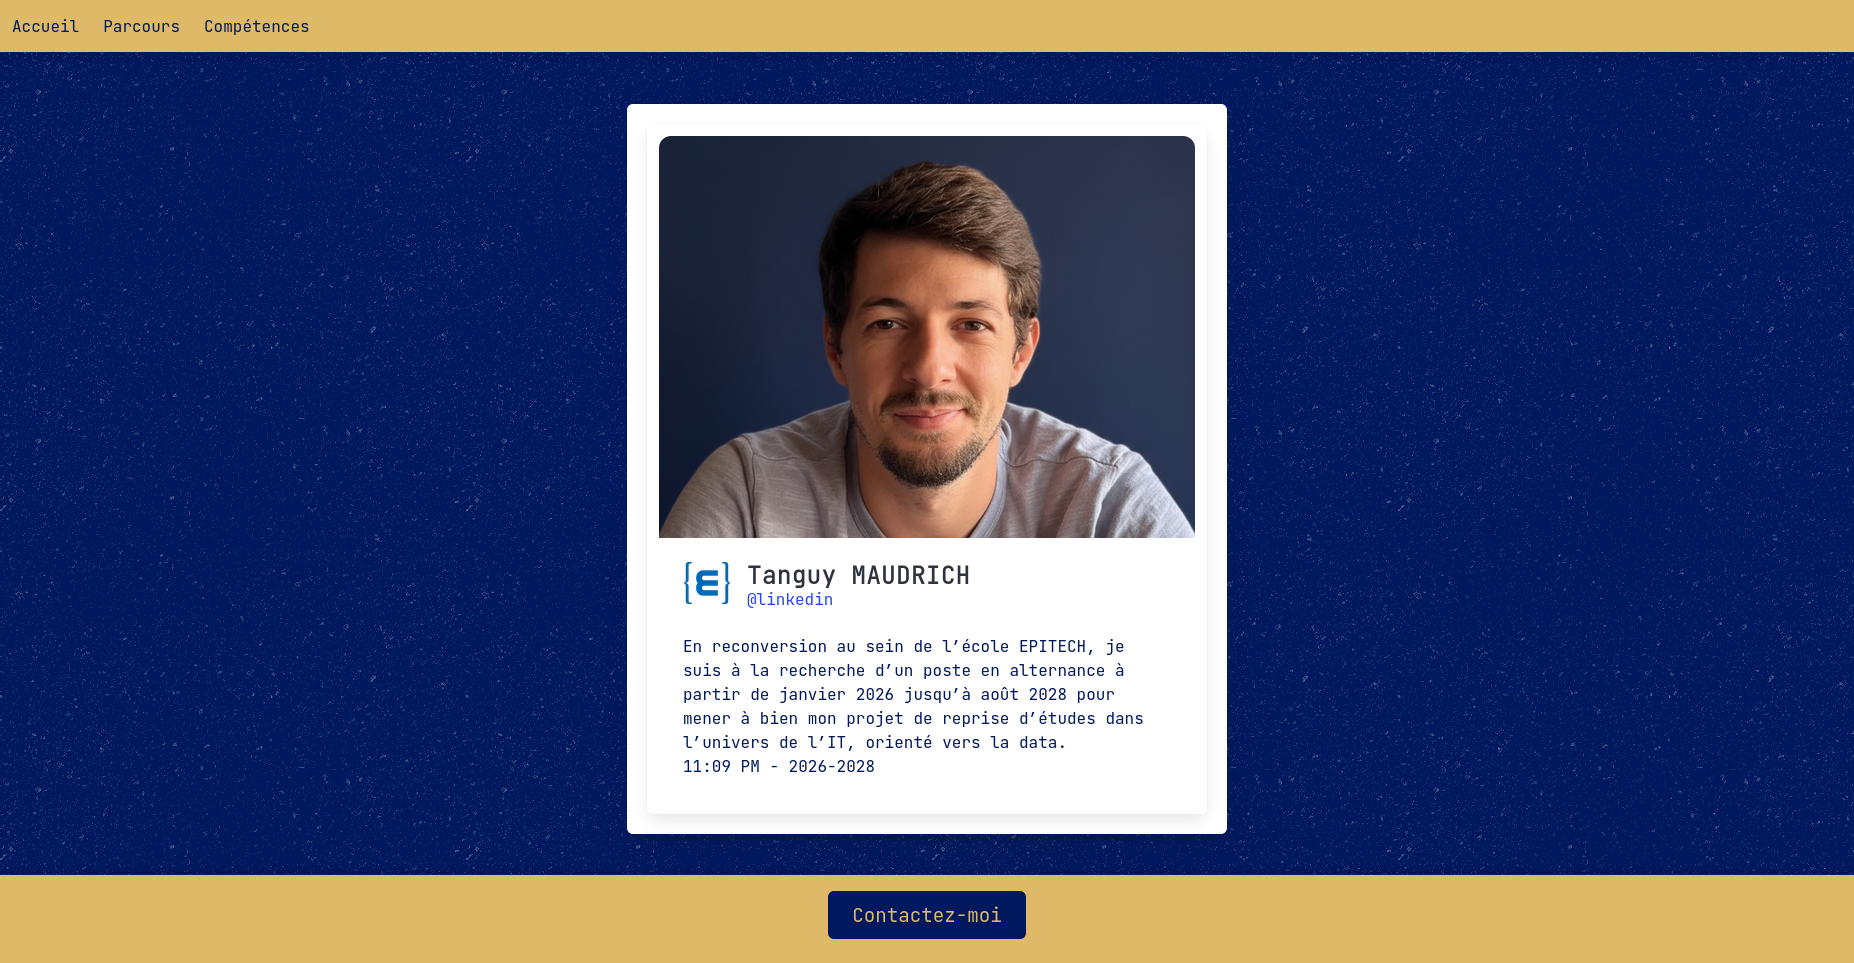 Accueil Parcours Compétences
Tanguy MAUDRICH
@linkedin
En reconversion au sein de l’école EPITECH, je
suis à la recherche d’un poste en alternance à
partir de janvier 2026 jusqu’à août 2028 pour
mener à bien mon projet de reprise d’études dans
l’univers de l’IT, orienté vers la data.
11:09 PM - 2026-2028
Contactez-moi